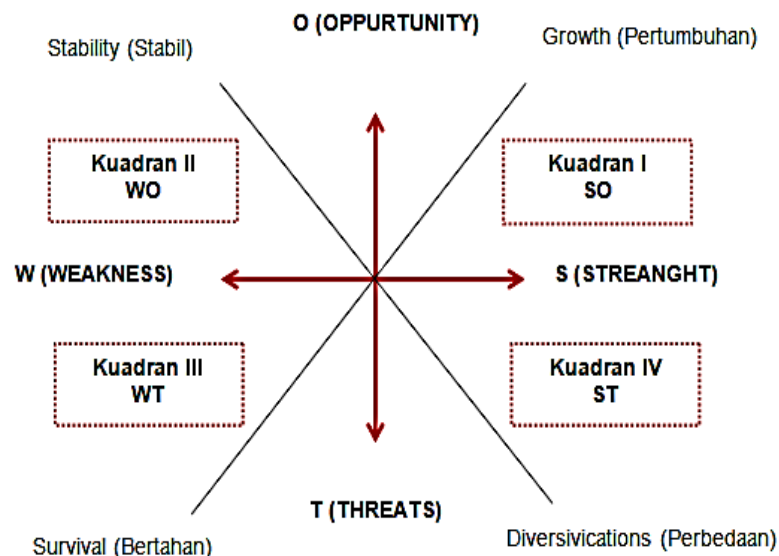 O (OPPURTUNITY)
Stability (Stabil)
Growth (Pertumbuhan)
Kuadran II
WO
Kuadran I
SO
W (WEAKNESS)
S (STREANGHT)
Kuadran III
WT
Kuadran IV
ST
T (THREATS)
Survival (Bertahan)
Diversivications (Perbedaan)